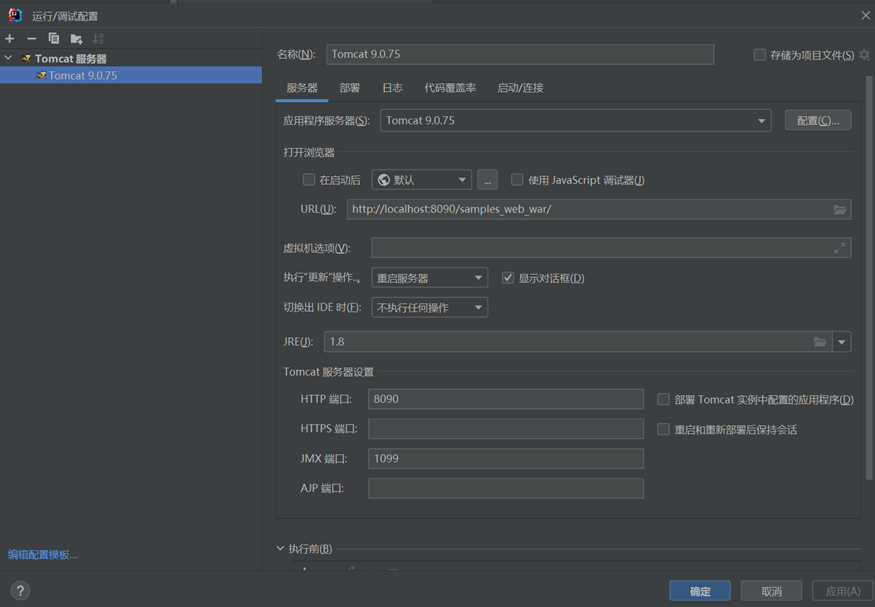 运行/调试配置
Tomcat 服务器
Tomcat 9.0.75
编辑配置模板...
名称(N): Tomcat 9.0.75 存储为项目文件(S)
服务器 部署 日志 代码覆盖率 启动/连接
应用程序服务器(S): Tomcat 9.0.75 配置(C)...
打开浏览器
在启动后 默认 ... 使用 JavaScript 调试器(J)
URL(U): http://localhost:8090/samples_web_war/
虚拟机选项(V):
执行"更新"操作... 重启服务器 显示对话框(D)
切换出 IDE 时(F): 不执行任何操作
JRE(J): 1.8
Tomcat 服务器设置
HTTP 端口: 8090 部署 Tomcat 实例中配置的应用程序(D)
HTTPS 端口: 重启和重新部署后保持会话
JMX 端口: 1099
AJP 端口:
执行前(B)
? 确定 取消 应用(A)